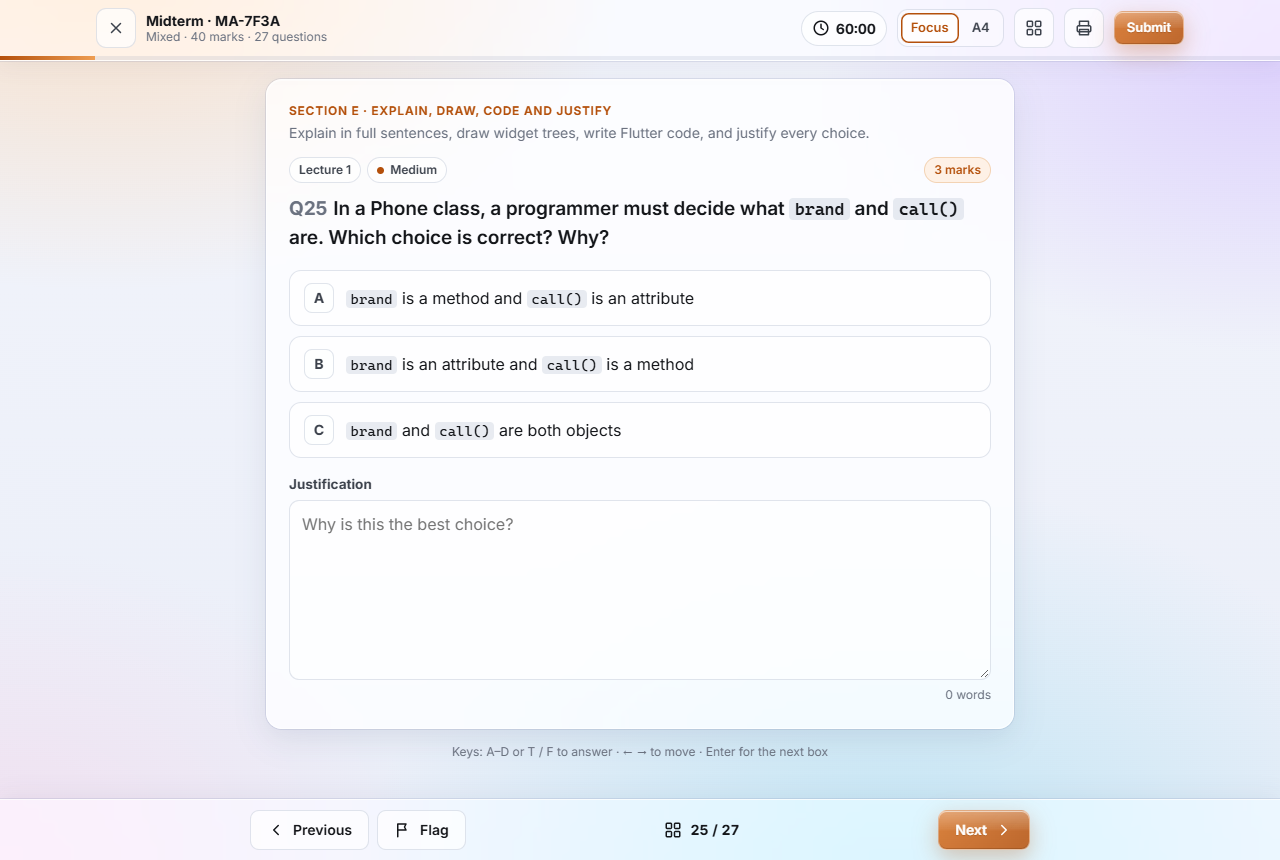 Midterm · MA-7F3A
Mixed · 40 marks · 27 questions
60:00
Focus
A4
Submit
SECTION E · EXPLAIN, DRAW, CODE AND JUSTIFY
Explain in full sentences, draw widget trees, write Flutter code, and justify every choice.
Lecture 1
Medium
3 marks
Q25 In a Phone class, a programmer must decide what brand and call()
are. Which choice is correct? Why?
A brand is a method and call() is an attribute
B brand is an attribute and call() is a method
C brand and call() are both objects
Justification
Why is this the best choice?
0 words
Keys: A–D or T / F to answer · ← → to move · Enter for the next box
Previous
Flag
25 / 27
Next